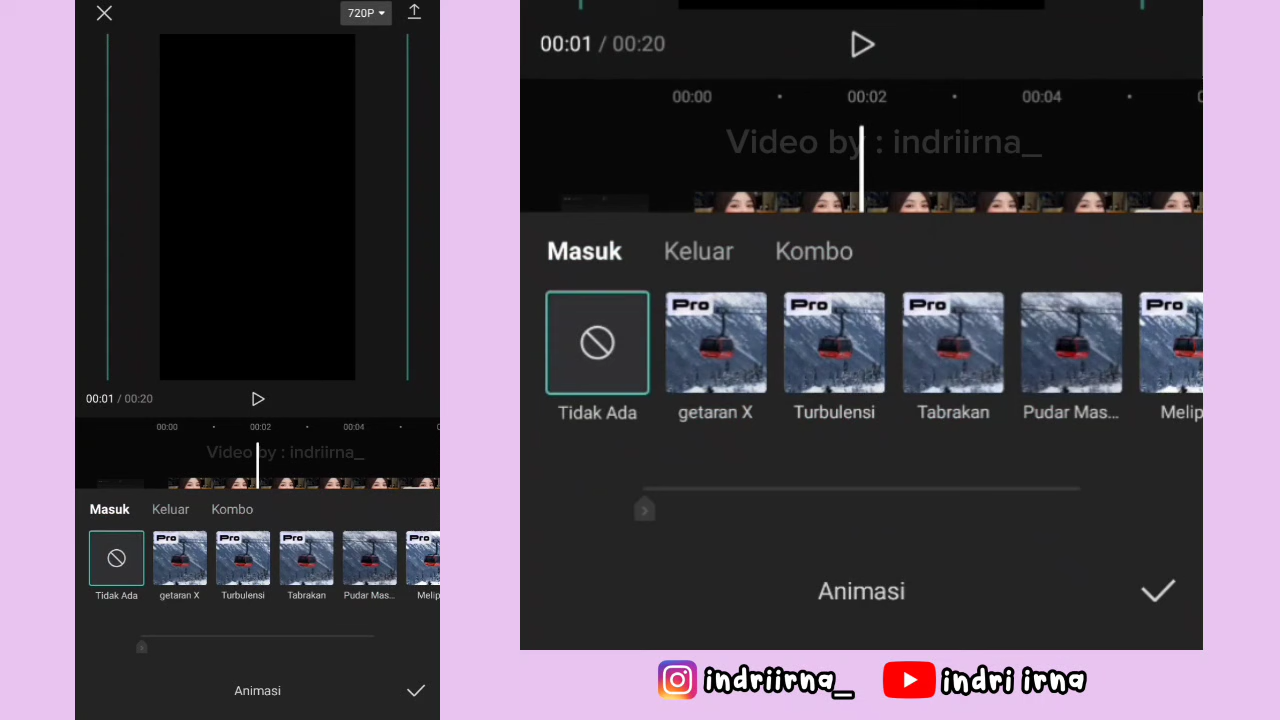 720P
00:01 / 00:20
00:00
00:02
00:04
Video by : indriirna_
Masuk
Keluar
Kombo
Pro
Pro
Pro
Pro
Tidak Ada
getaran X
Turbulensi
Tabrakan
Pudar Mas...
Melip
Animasi
00:01 / 00:20
00:00
00:02
00:04
Video by : indriirna_
Masuk
Keluar
Kombo
Pro
Pro
Pro
Pro
Tidak Ada
getaran X
Turbulensi
Tabrakan
Pudar Mas...
Melip
Animasi
indriirna_
indri irna